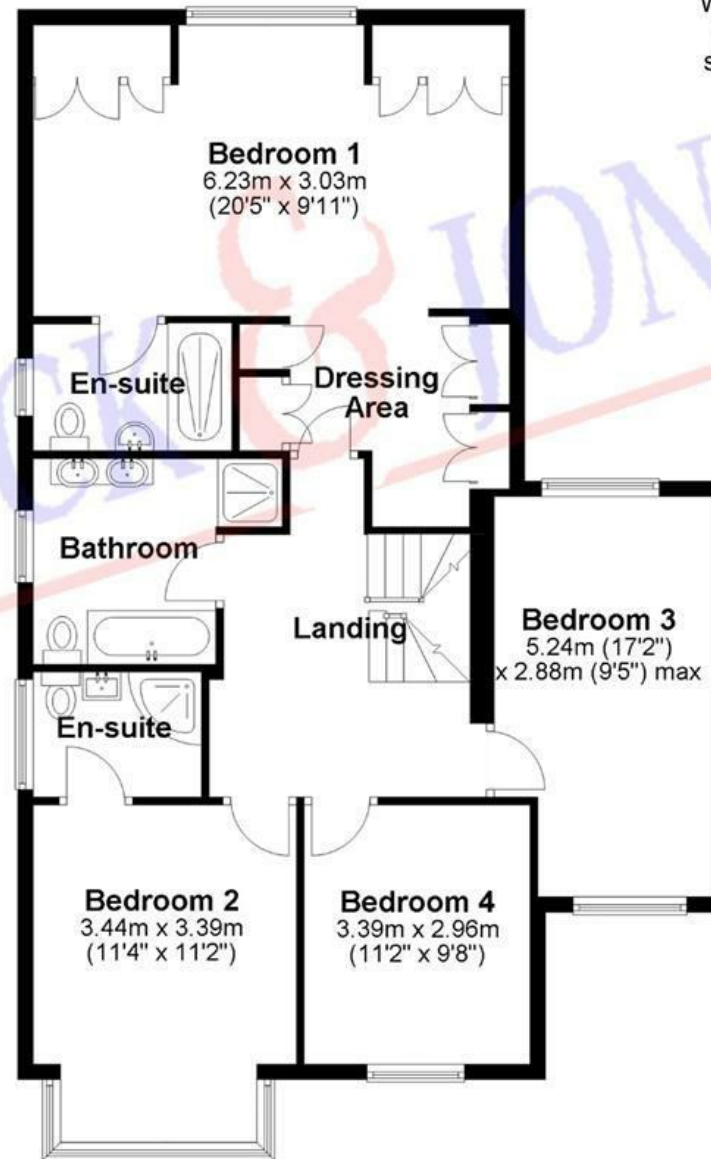 Bedroom 1
6.23m x 3.03m
(20'5" x 9'11")
En-suite
Dressing
Area
Bathroom
Landing
Bedroom 3
5.24m (17'2")
x 2.88m (9'5") max
En-suite
Bedroom 2
3.44m x 3.39m
(11'4" x 11'2")
Bedroom 4
3.39m x 2.96m
(11'2" x 9'8")
CK & JON